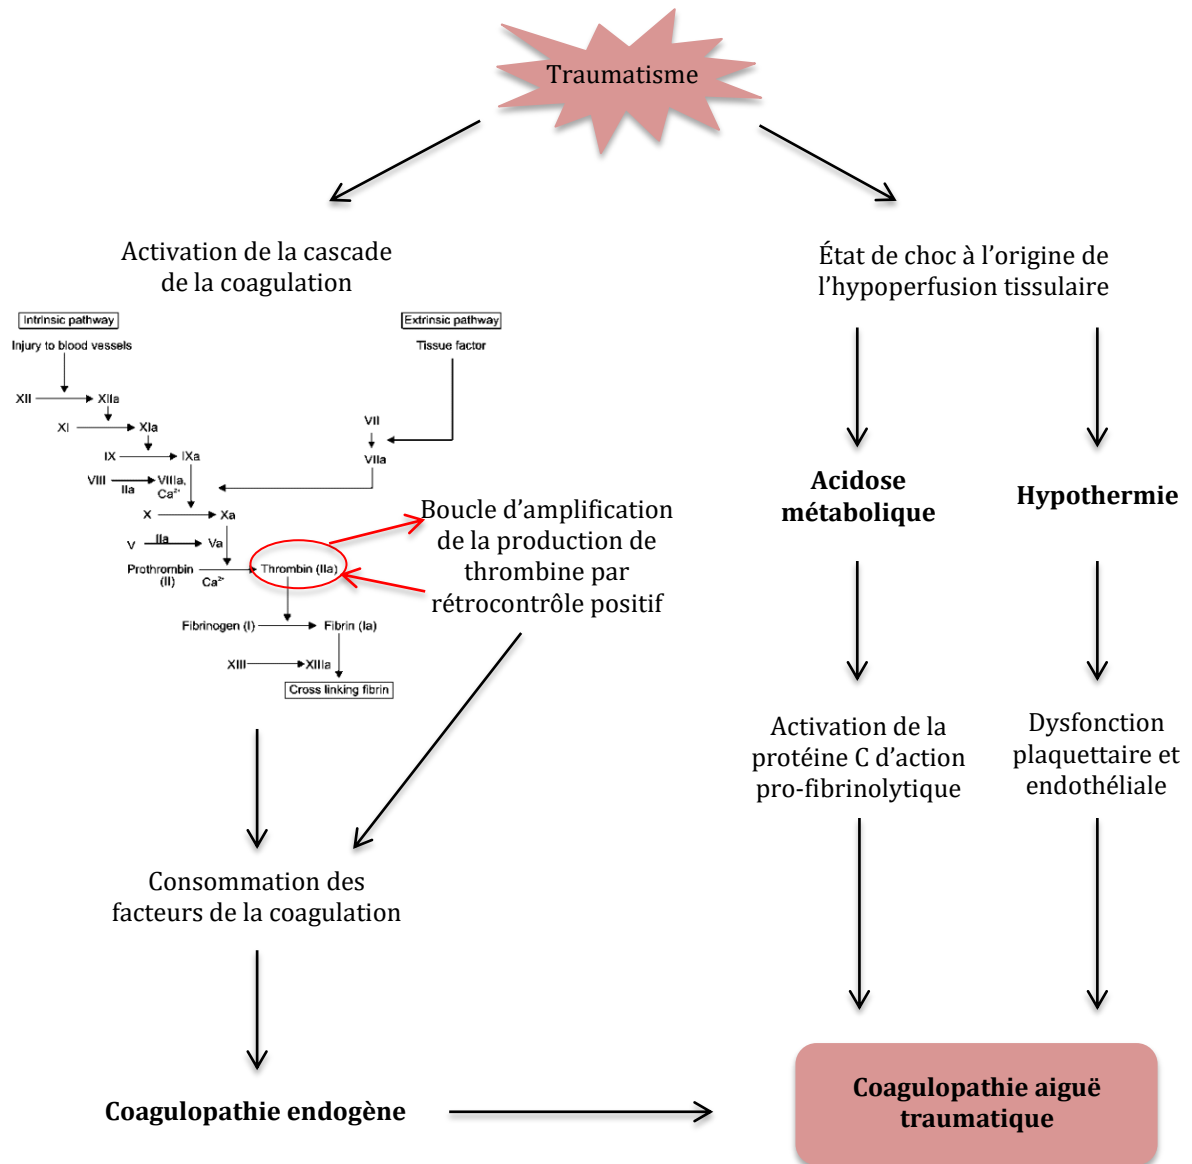 Traumatisme
Activation de la cascade
de la coagulation
État de choc à l’origine de
l’hypoperfusion tissulaire
Intrinsic pathway
Extrinsic pathway
Injury to blood vessels
Tissue factor
XII
XIIa
XI
XIa
VII
IX
IXa
VIIa
VIII
IIa
VIIIa,
Ca²⁺
X
Xa
V
IIa
Va
Prothrombin
(II)
Ca²⁺
Thrombin (IIa)
Fibrinogen (I)
Fibrin (Ia)
XIII
XIIIa
Cross linking fibrin
Boucle d’amplification
de la production de
thrombine par
rétrocontrôle positif
Acidose
métabolique
Hypothermie
Activation de la
protéine C d’action
pro-fibrinolytique
Dysfonction
plaquettaire et
endothéliale
Consommation des
facteurs de la coagulation
Coagulopathie endogène
Coagulopathie aiguë
traumatique